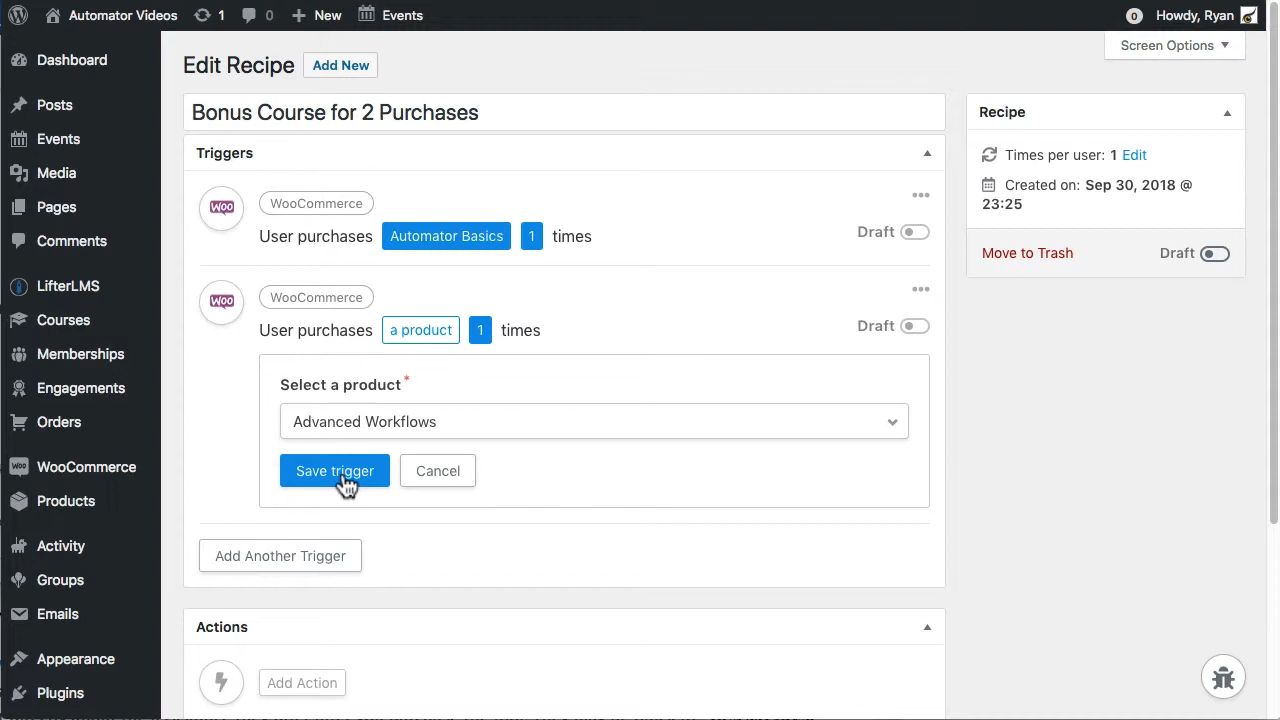 Automator Videos 1 0 New Events 0 Howdy, Ryan
Screen Options
Dashboard
Posts
Events
Media
Pages
Comments
LifterLMS
Courses
Memberships
Engagements
Orders
WooCommerce
Products
Activity
Groups
Emails
Appearance
Plugins
Edit Recipe Add New
Bonus Course for 2 Purchases
Triggers
WOO WooCommerce
User purchases Automator Basics 1 times
Draft
WOO WooCommerce
User purchases a product 1 times
Draft
Select a product *
Advanced Workflows
Save trigger Cancel
Add Another Trigger
Actions
Add Action
Recipe
Times per user: 1 Edit
Created on: Sep 30, 2018 @
23:25
Move to Trash Draft